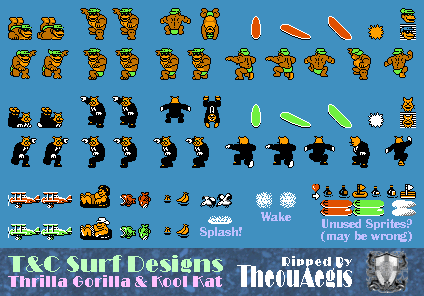 Wake
Splash!
Unused Sprites?
(may be wrong)
T&C Surf Designs
Thrilla Gorilla & Kool Kat
Ripped By
TheouAegis